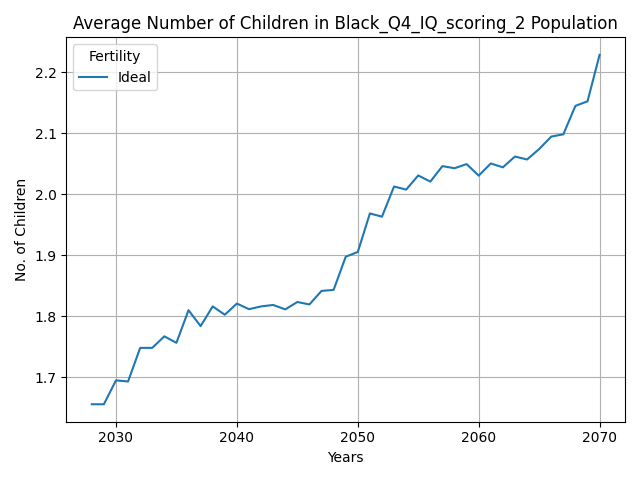 Average Number of Children in Black_Q4_IQ_scoring_2 Population
Fertility
Ideal
2.2
2.1
2.0
1.9
1.8
1.7
No. of Children
2030 2040 2050 2060 2070
Years